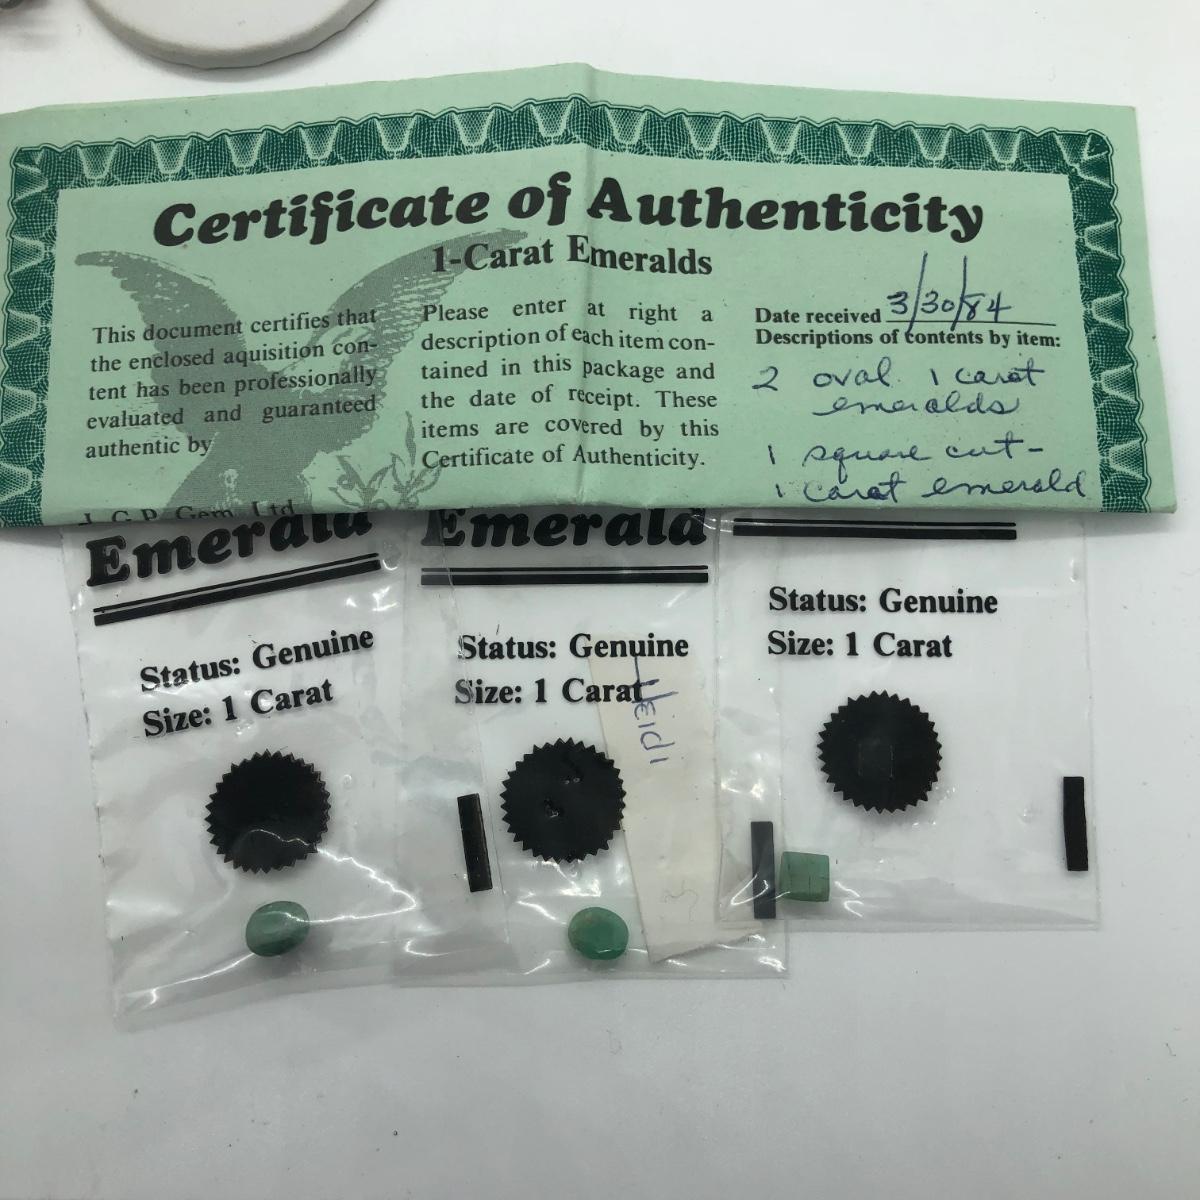 Certificate of Authenticity
1-Carat Emeralds
This document certifies that
the enclosed aquisition con-
tent has been professionally
evaluated and guaranteed
authentic by
J. G. P. Gem Ltd
Please enter at right a
description of each item con-
tained in this package and
the date of receipt. These
items are covered by this
Certificate of Authenticity.
Date received 3/30/84
Descriptions of contents by item:
2 oval 1 carat
emeralds
1 square cut-
1 carat emerald
Emerald
Status: Genuine
Size: 1 Carat
Emerald
Status: Genuine
Size: 1 Carat
Heidi
Status: Genuine
Size: 1 Carat